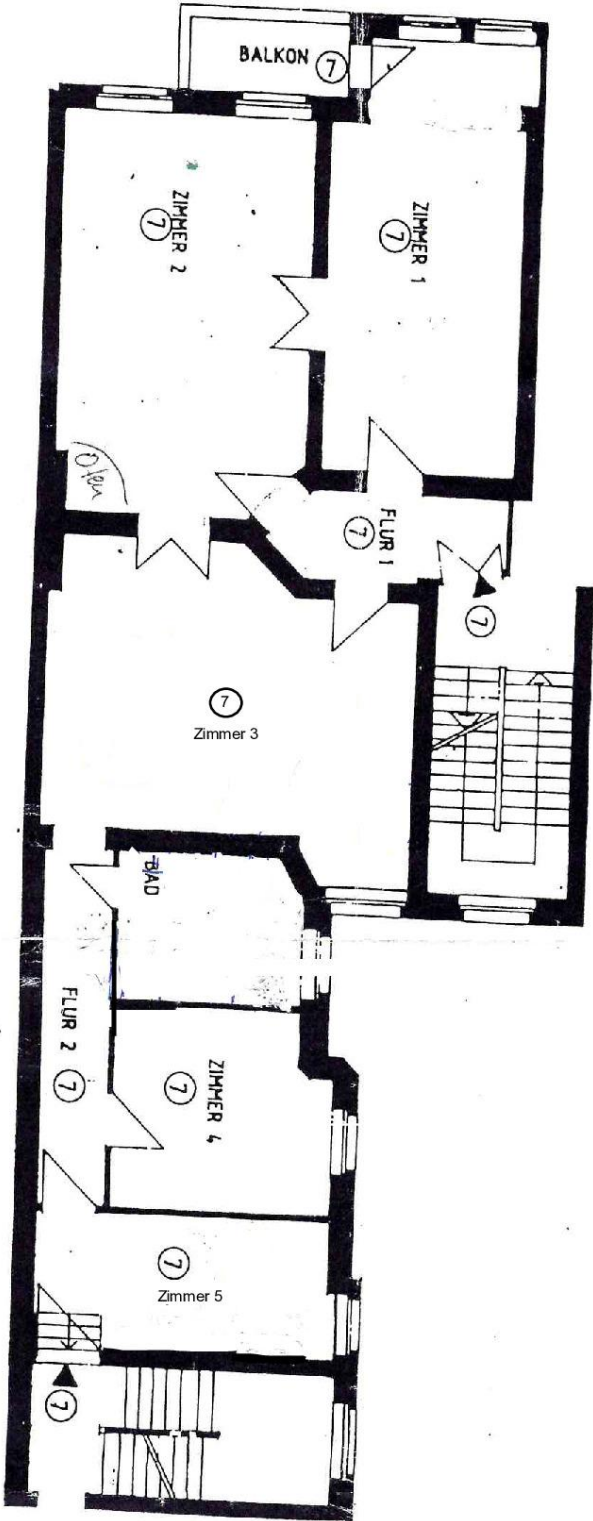 BALKON 7
ZIMMER 2
7
ZIMMER 1
7
Ofen
FLUR 1
7
7
7
Zimmer 3
BAD
FLUR 2
7
ZIMMER 4
7
7
Zimmer 5
7